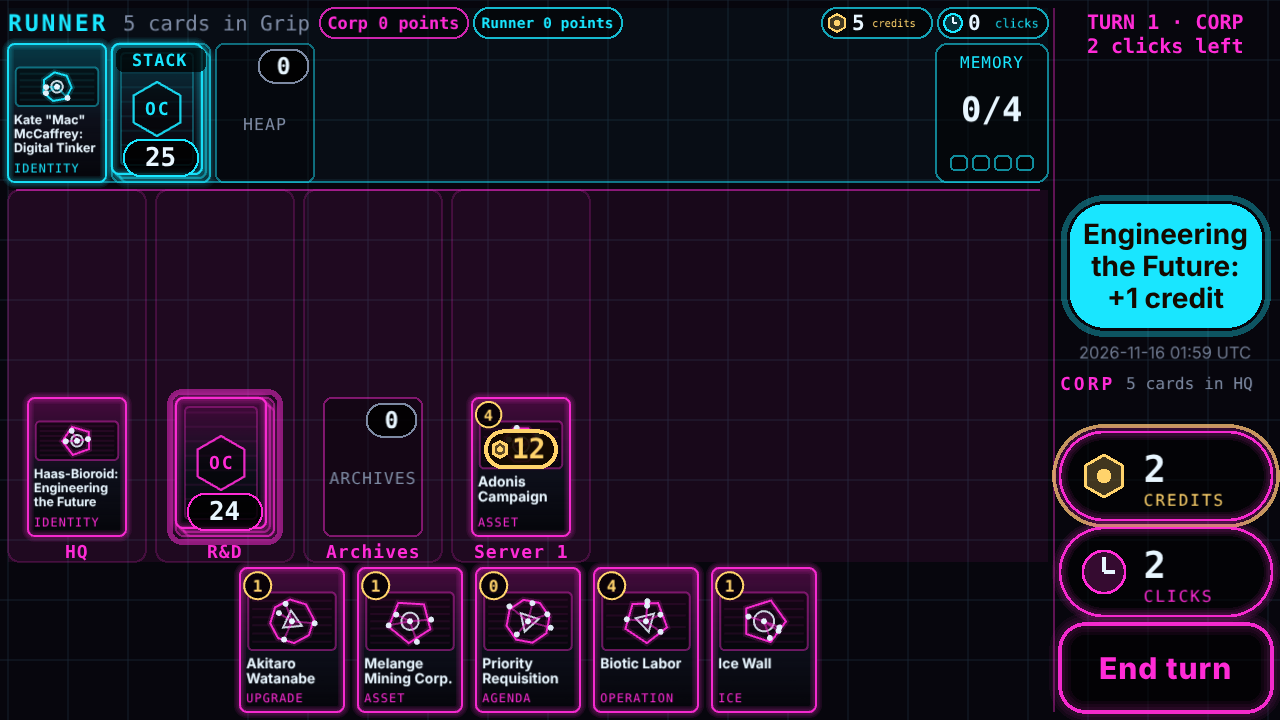 RUNNER 5 cards in Grip Corp 0 points Runner 0 points 5 credits 0 clicks
TURN 1 · CORP
2 clicks left
Kate "Mac"
McCaffrey:
Digital Tinker
IDENTITY
STACK
OC
25
0
HEAP
MEMORY
0/4
Engineering
the Future:
+1 credit
2026-11-16 01:59 UTC
CORP 5 cards in HQ
Haas-Bioroid:
Engineering
the Future
IDENTITY
HQ
OC
24
R&D
0
ARCHIVES
Archives
4
12
Adonis
Campaign
ASSET
Server 1
2
CREDITS
2
CLICKS
End turn
1
Akitaro
Watanabe
UPGRADE
1
Melange
Mining Corp.
ASSET
0
Priority
Requisition
AGENDA
4
Biotic Labor
OPERATION
1
Ice Wall
ICE